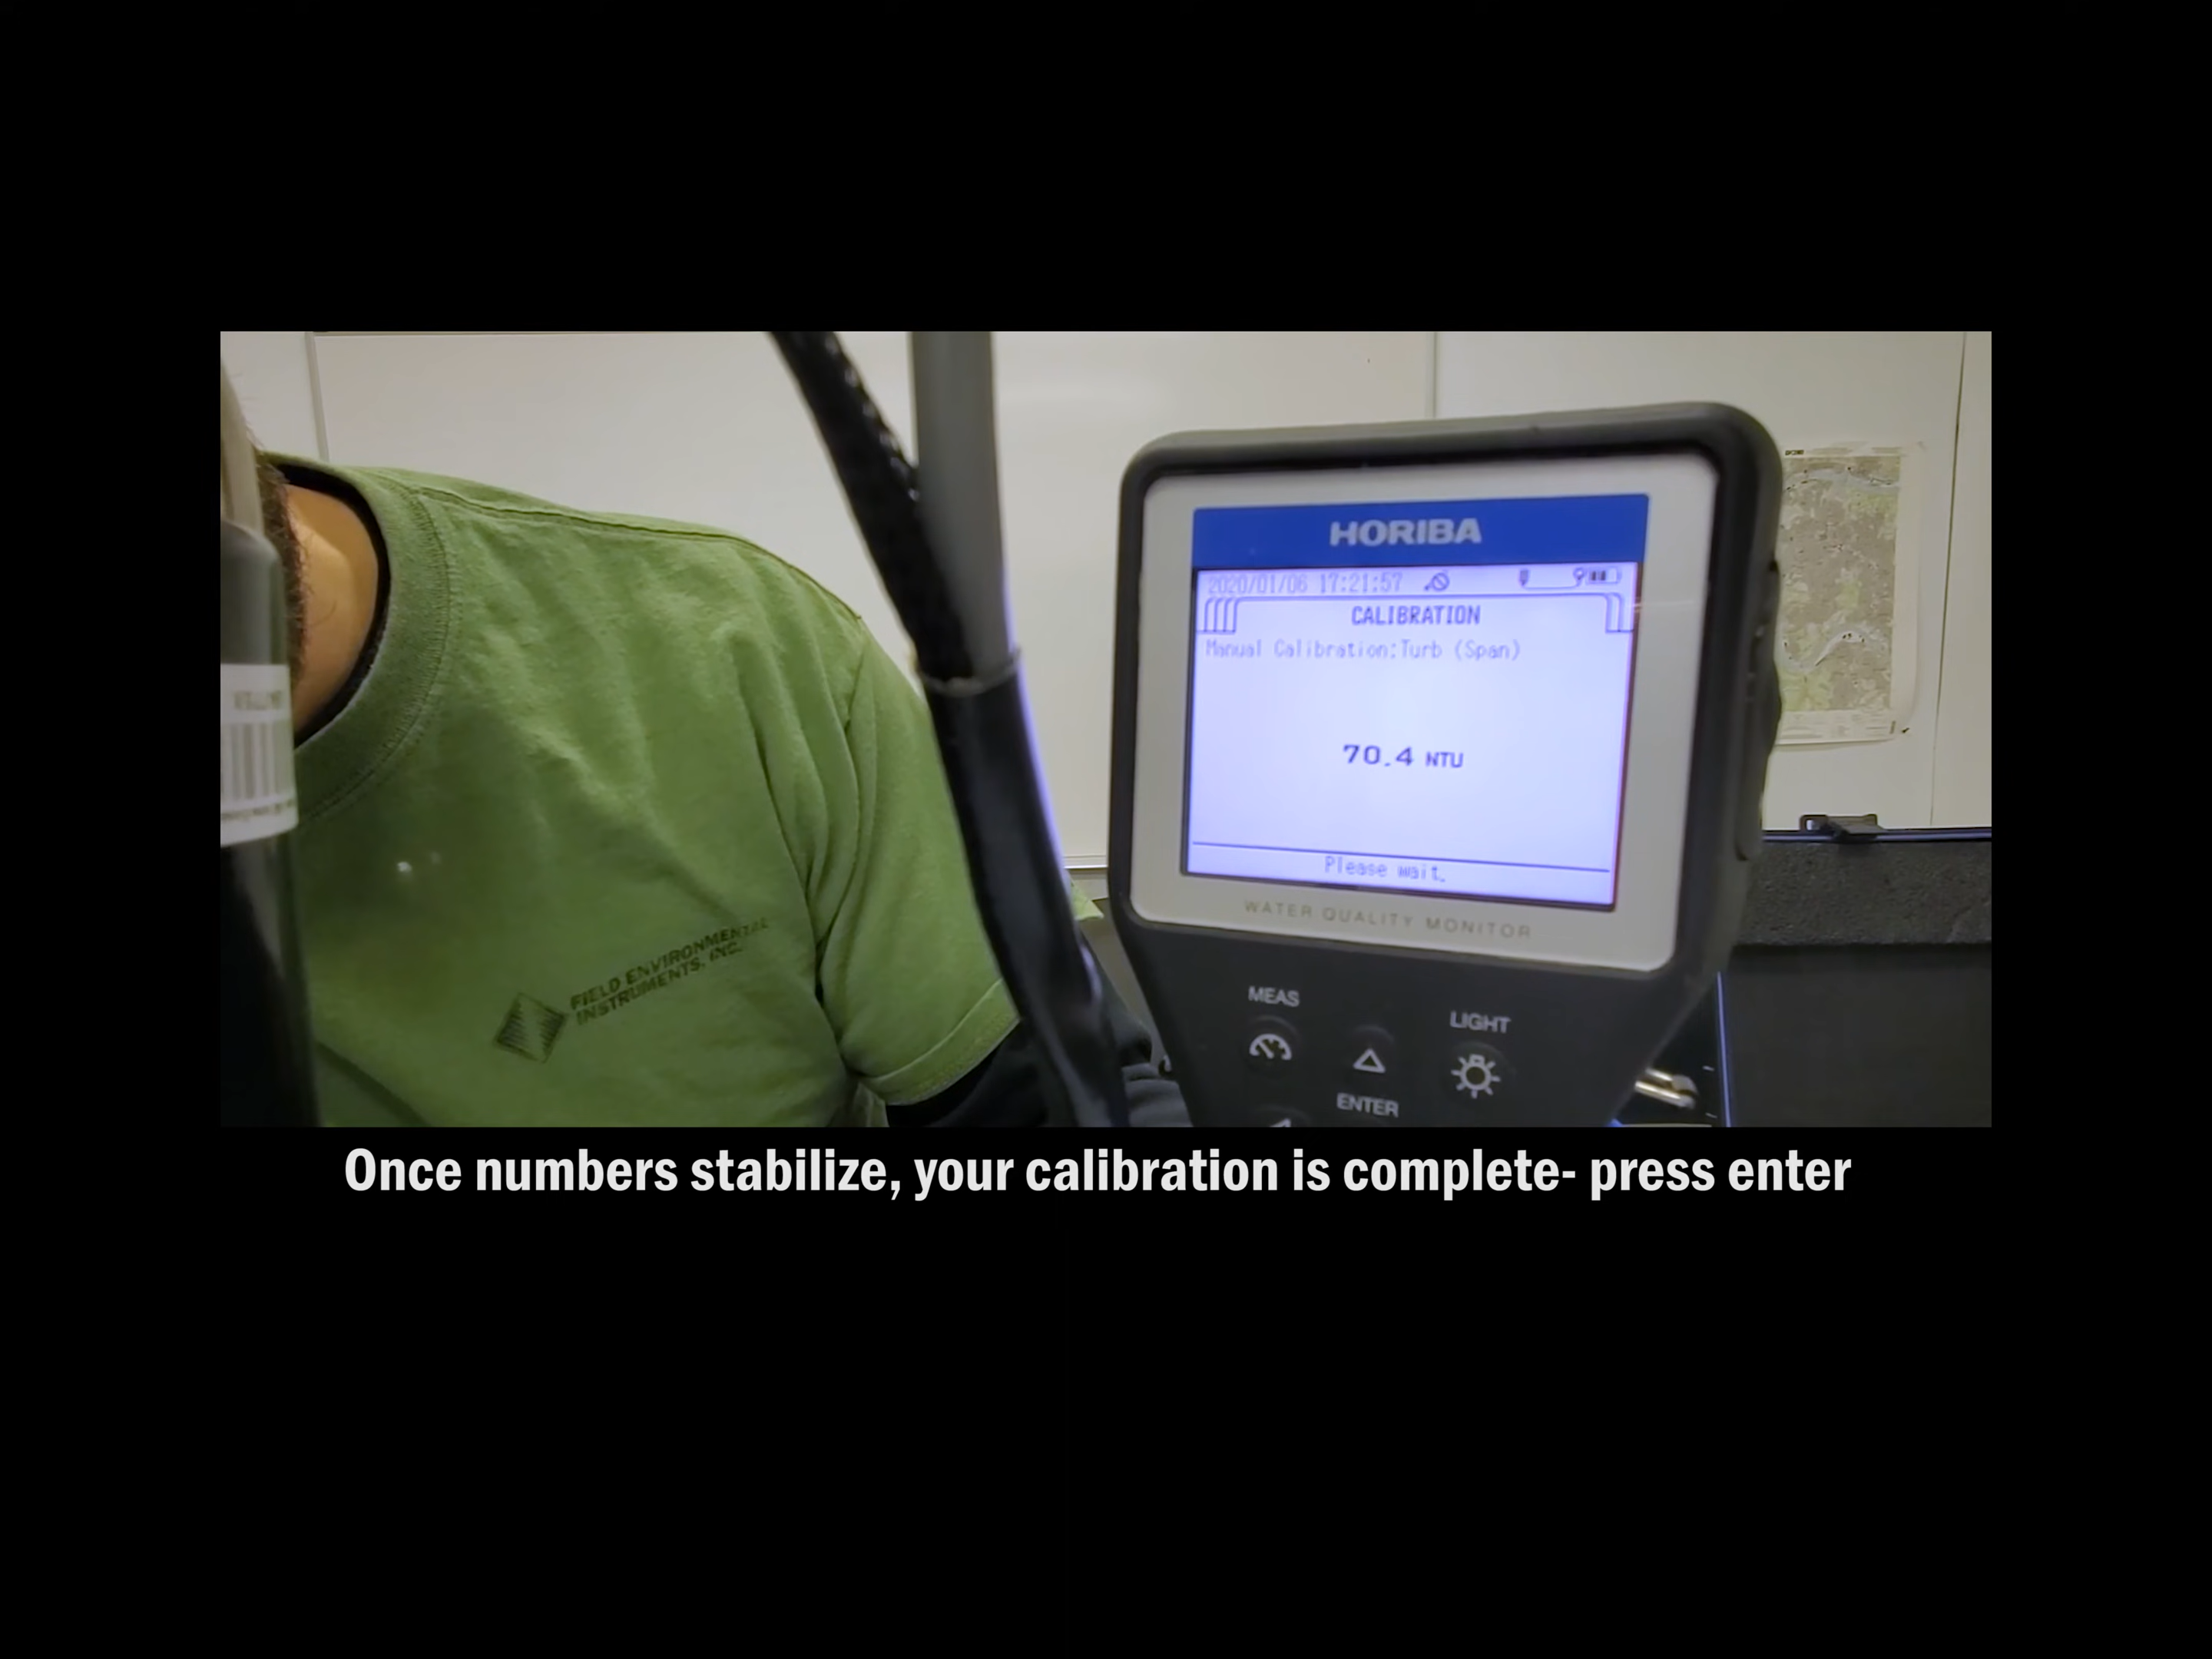 HORIBA
2020/01/06 17:21:57
CALIBRATION
Manual Calibration:Turb (Span)
70.4 NTU
Please wait.
WATER QUALITY MONITOR
MEAS
LIGHT
ENTER
FIELD ENVIRONMENTAL
INSTRUMENTS, INC.
Once numbers stabilize, your calibration is complete- press enter